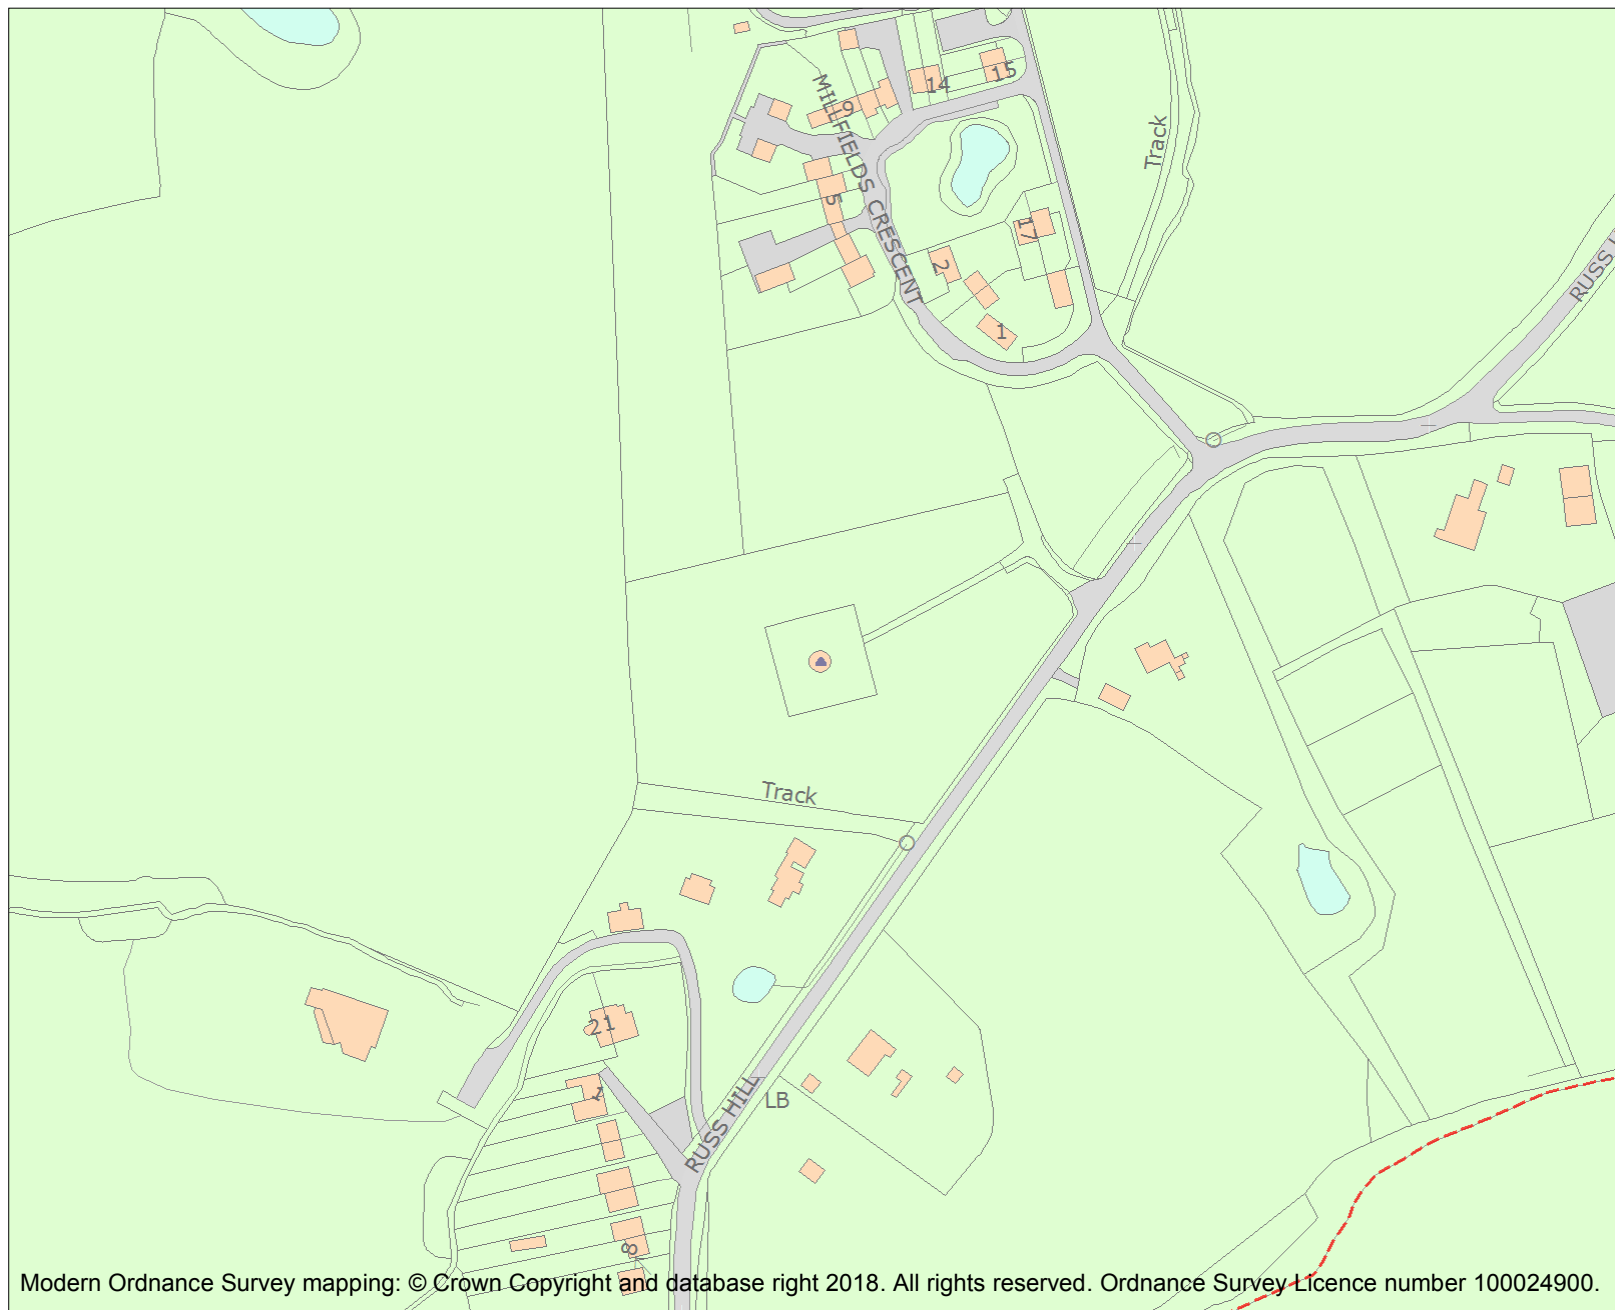 15
14
9
MILLFIELDS CRESCENT
Track
5
17
2
RUSS
1
Track
21
1
LB
RUSS HILL
8
Modern Ordnance Survey mapping: © Crown Copyright and database right 2018. All rights reserved. Ordnance Survey Licence number 100024900.